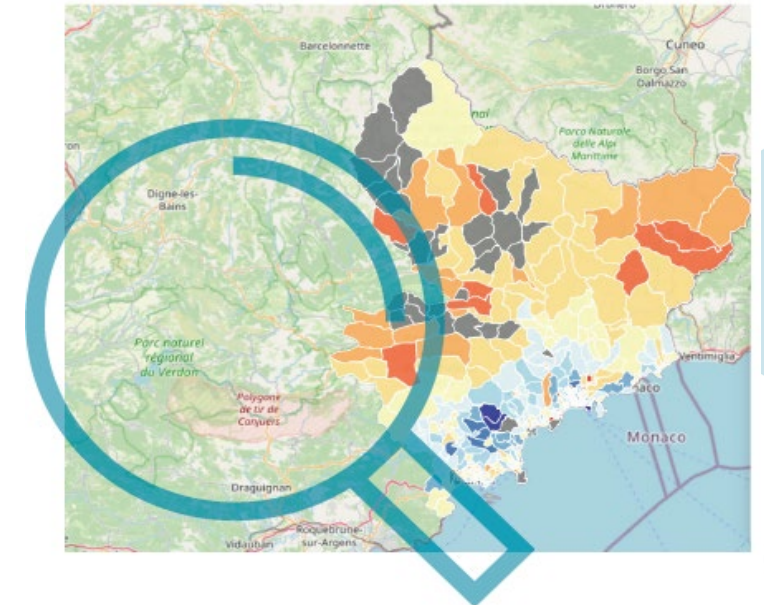 Barcelonnette
Cuneo
Borgo San
Dalmazzo
Parco Naturale
delle Alpi
Marittime
Digne-les-
Bains
Parc naturel
régional
du Verdon
Ventimiglia
Polygone
de tir de
Canjuers
Monaco
Draguignan
Roquebrune-
sur-Argens
Vidauban